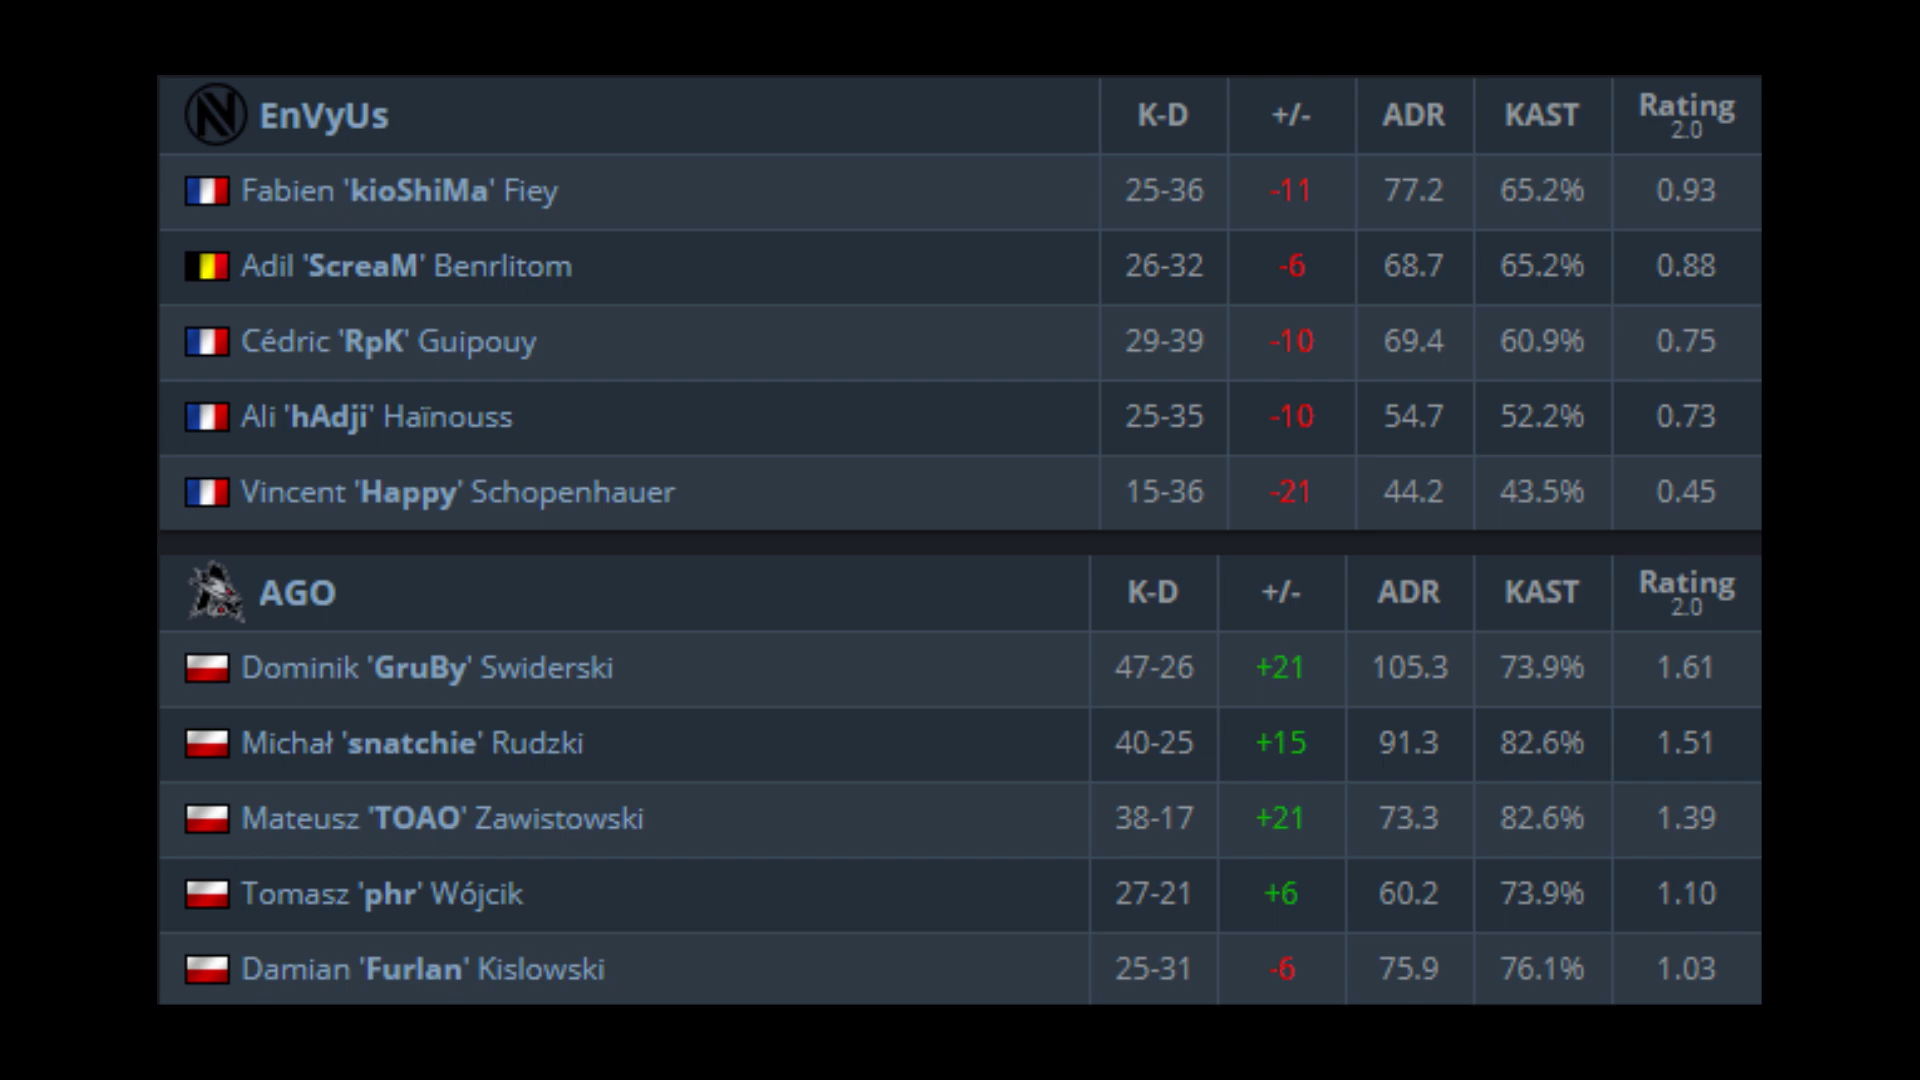 EnVyUs K-D +/- ADR KAST Rating 2.0
Fabien 'kioShiMa' Fiey 25-36 -11 77.2 65.2% 0.93
Adil 'ScreaM' Benrlitom 26-32 -6 68.7 65.2% 0.88
Cédric 'RpK' Guipouy 29-39 -10 69.4 60.9% 0.75
Ali 'hAdji' Haïnouss 25-35 -10 54.7 52.2% 0.73
Vincent 'Happy' Schopenhauer 15-36 -21 44.2 43.5% 0.45
AGO K-D +/- ADR KAST Rating 2.0
Dominik 'GruBy' Swiderski 47-26 +21 105.3 73.9% 1.61
Michał 'snatchie' Rudzki 40-25 +15 91.3 82.6% 1.51
Mateusz 'TOAO' Zawistowski 38-17 +21 73.3 82.6% 1.39
Tomasz 'phr' Wójcik 27-21 +6 60.2 73.9% 1.10
Damian 'Furlan' Kislowski 25-31 -6 75.9 76.1% 1.03